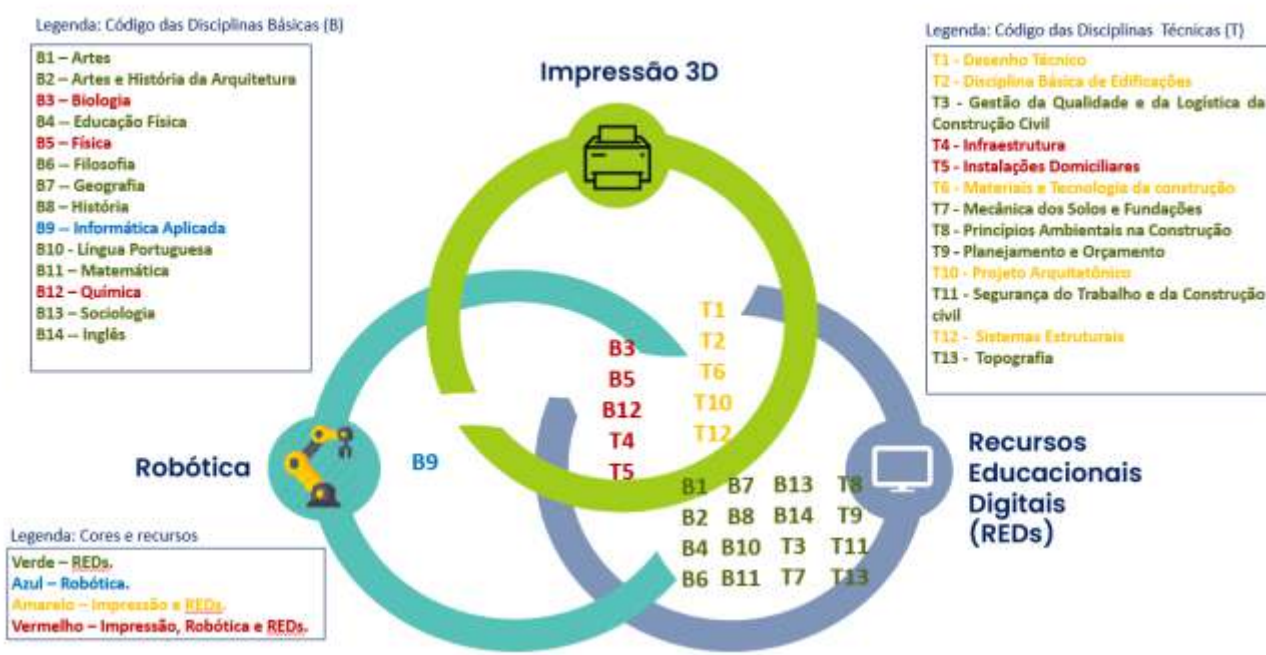 Legenda: Código das Disciplinas Básicas (B)
B1 – Artes
B2 – Artes e História da Arquitetura
B3 – Biologia
B4 – Educação Física
B5 – Física
B6 – Filosofia
B7 – Geografia
B8 – História
B9 – Informática Aplicada
B10 - Língua Portuguesa
B11 – Matemática
B12 – Química
B13 – Sociologia
B14 – Inglês
Impressão 3D
Legenda: Código das Disciplinas Técnicas (T)
T1 - Desenho Técnico
T2 - Disciplina Básica de Edificações
T3 - Gestão da Qualidade e da Logística da
Construção Civil
T4 - Infraestrutura
T5 - Instalações Domiciliares
T6 - Materiais e Tecnologia da construção
T7 - Mecânica dos Solos e Fundações
T8 - Princípios Ambientais na Construção
T9 - Planejamento e Orçamento
T10 - Projeto Arquitetônico
T11 - Segurança do Trabalho e da Construção
civil
T12 - Sistemas Estruturais
T13 - Topografia
B3
B5
B12
T4
T5
T1
T2
T6
T10
T12
Robótica
B9
Recursos
Educacionais
Digitais
(REDs)
B1 B7 B13 T8
B2 B8 B14 T9
B4 B10 T3 T11
B6 B11 T7 T13
Legenda: Cores e recursos
Verde – REDs.
Azul – Robótica.
Amarelo – Impressão e REDs.
Vermelho – Impressão, Robótica e REDs.